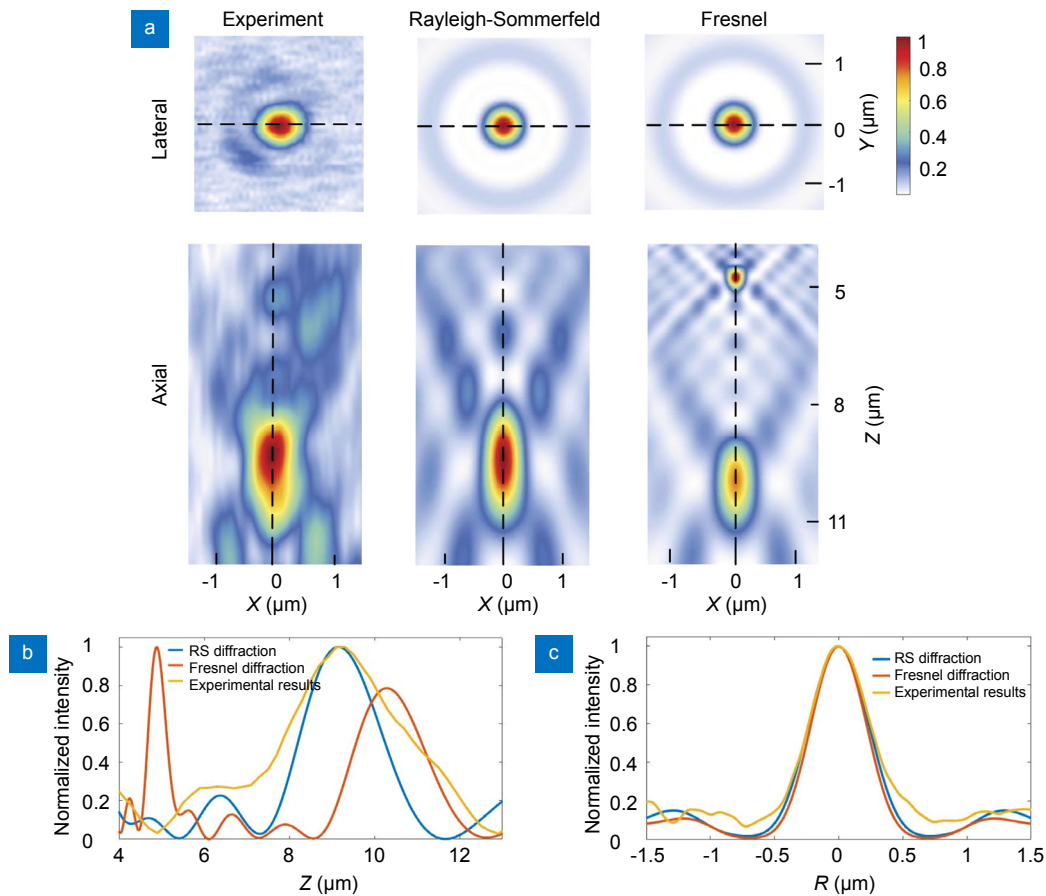 a
Experiment
Rayleigh-Sommerfeld
Fresnel
Lateral
1
0
-1
Y (μm)
1
0.8
0.6
0.4
0.2
Axial
5
8
11
Z (μm)
-1 0 1
X (μm)
-1 0 1
X (μm)
-1 0 1
X (μm)
b
Normalized intensity
1
0.8
0.6
0.4
0.2
0
RS diffraction
Fresnel diffraction
Experimental results
4 6 8 10 12
Z (μm)
c
Normalized intensity
1
0.8
0.6
0.4
0.2
0
RS diffraction
Fresnel diffraction
Experimental results
-1.5 -1 -0.5 0 0.5 1 1.5
R (μm)